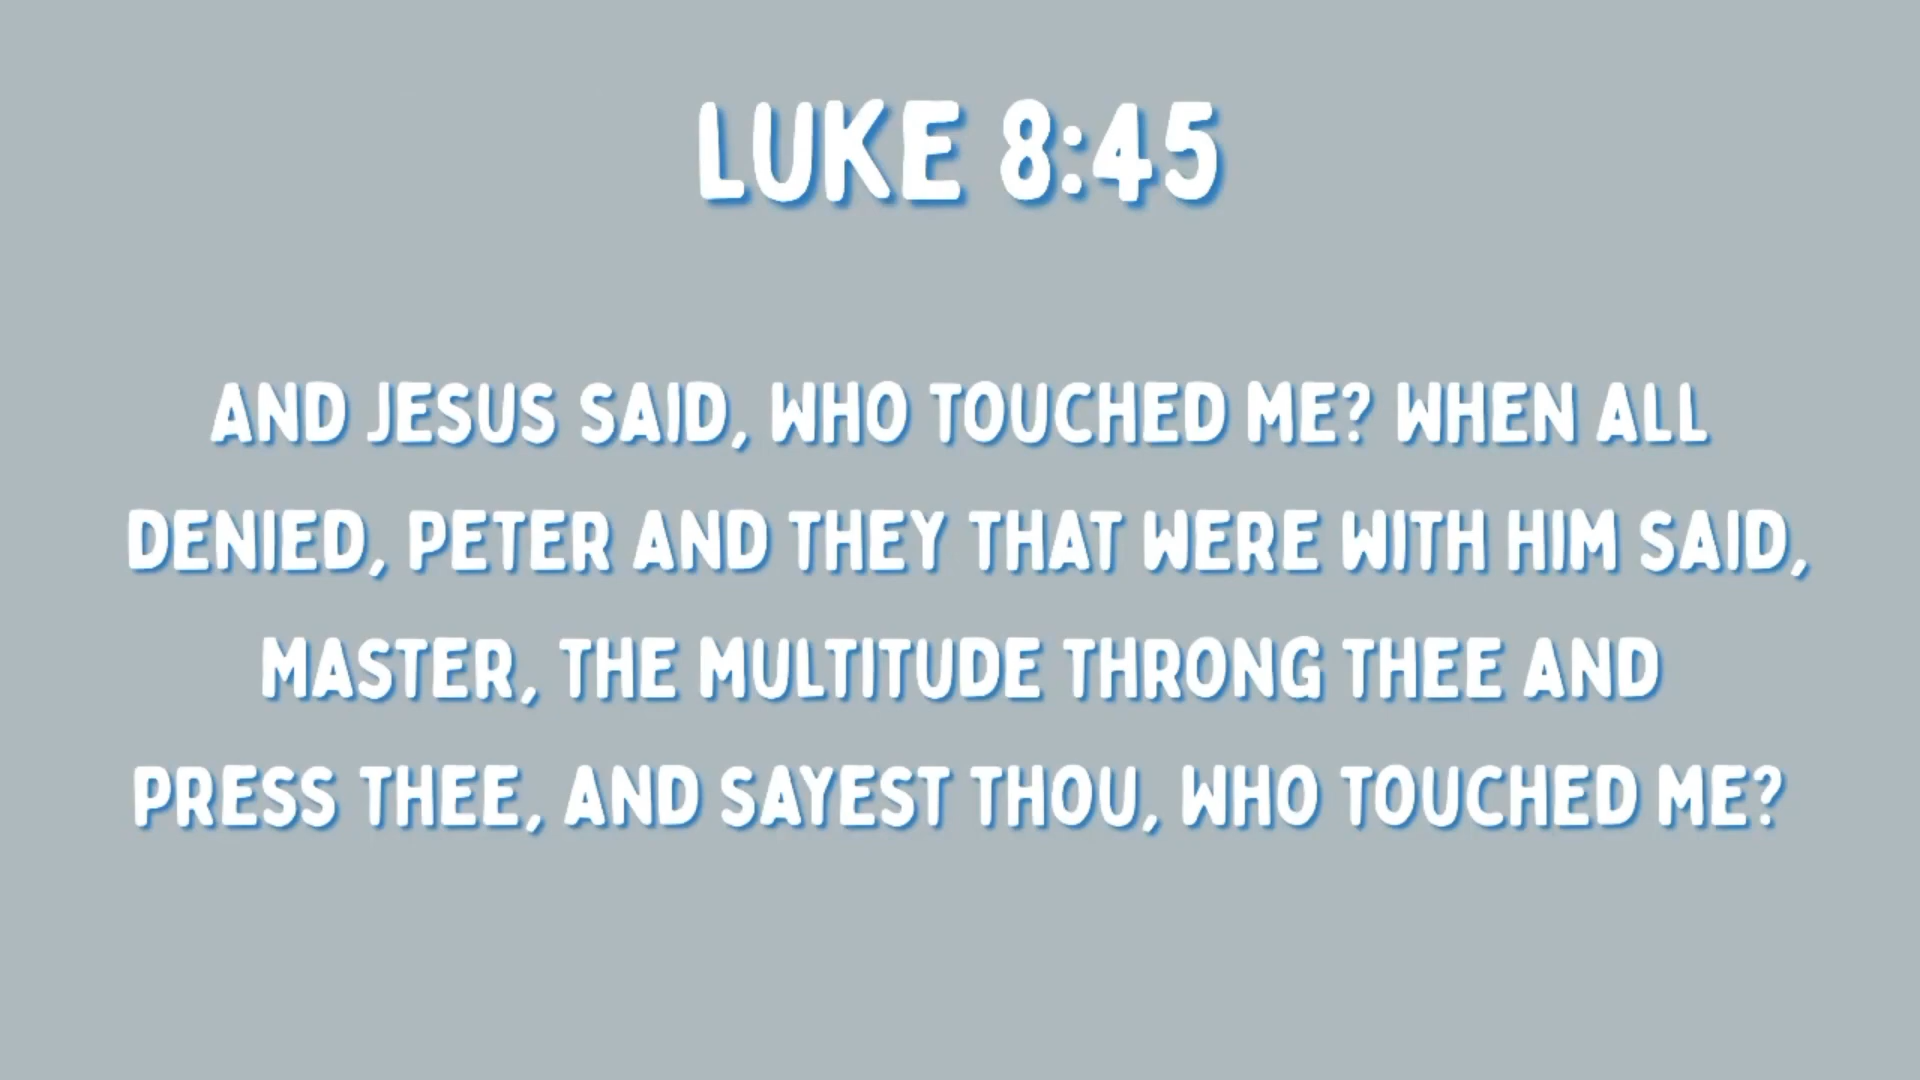 LUKE 8:45
AND JESUS SAID, WHO TOUCHED ME? WHEN ALL
DENIED, PETER AND THEY THAT WERE WITH HIM SAID,
MASTER, THE MULTITUDE THRONG THEE AND
PRESS THEE, AND SAYEST THOU, WHO TOUCHED ME?